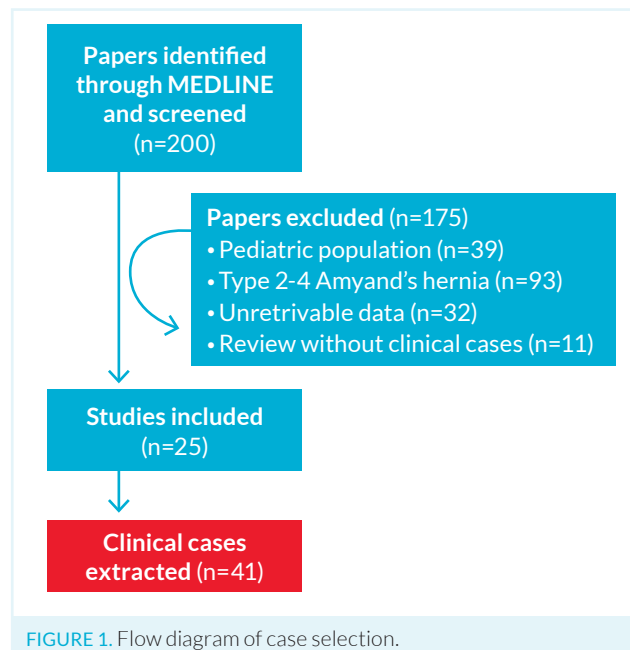 Papers identified
through MEDLINE
and screened
(n=200)
Papers excluded (n=175)
• Pediatric population (n=39)
• Type 2-4 Amyand's hernia (n=93)
• Unretrivable data (n=32)
• Review without clinical cases (n=11)
Studies included
(n=25)
Clinical cases
extracted (n=41)
FIGURE 1. Flow diagram of case selection.